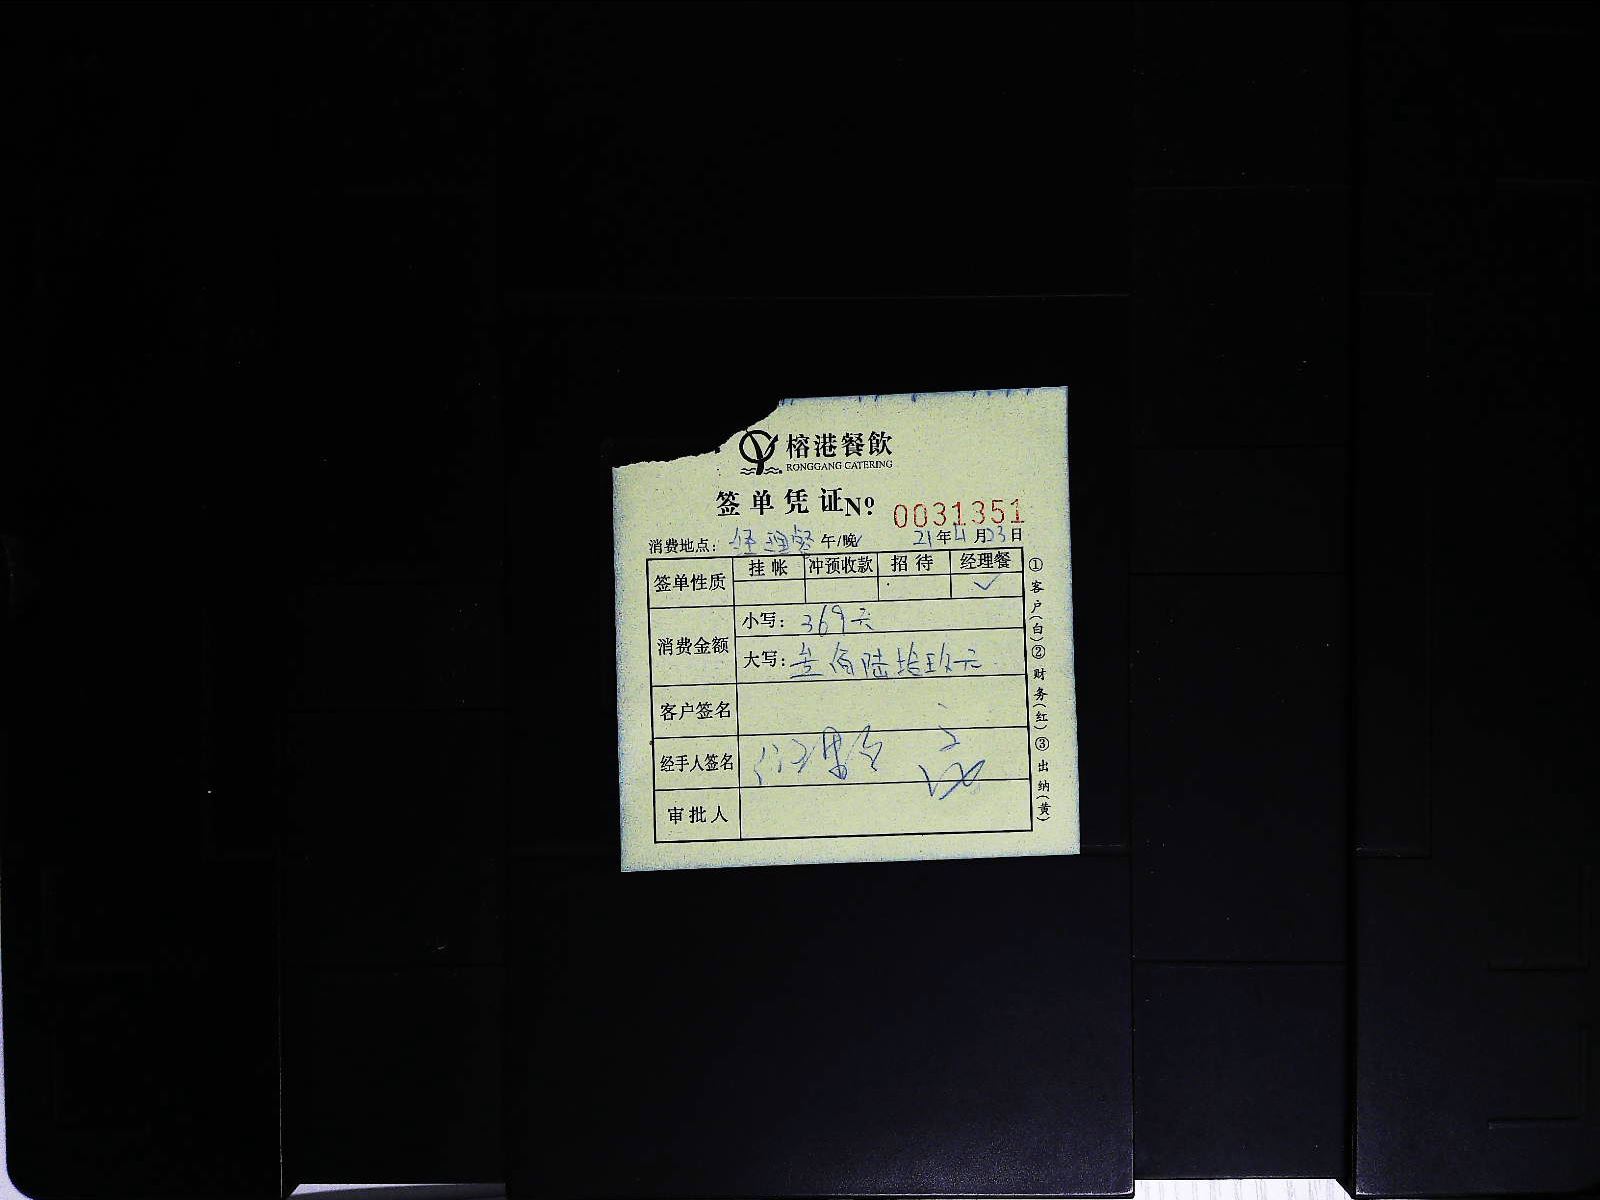 榕港餐飲
RONGGANG CATERING
签单凭证 Nº 0031351
消费地点: 经理餐 午/晚 21年4月23日
签单性质 挂帐 冲预收款 招待 经理餐
✓
消费金额 小写: 369元
大写: 叁佰陆拾玖元
客户签名
经手人签名
审批人
①客户(白)②财务(红)③出纳(黄)